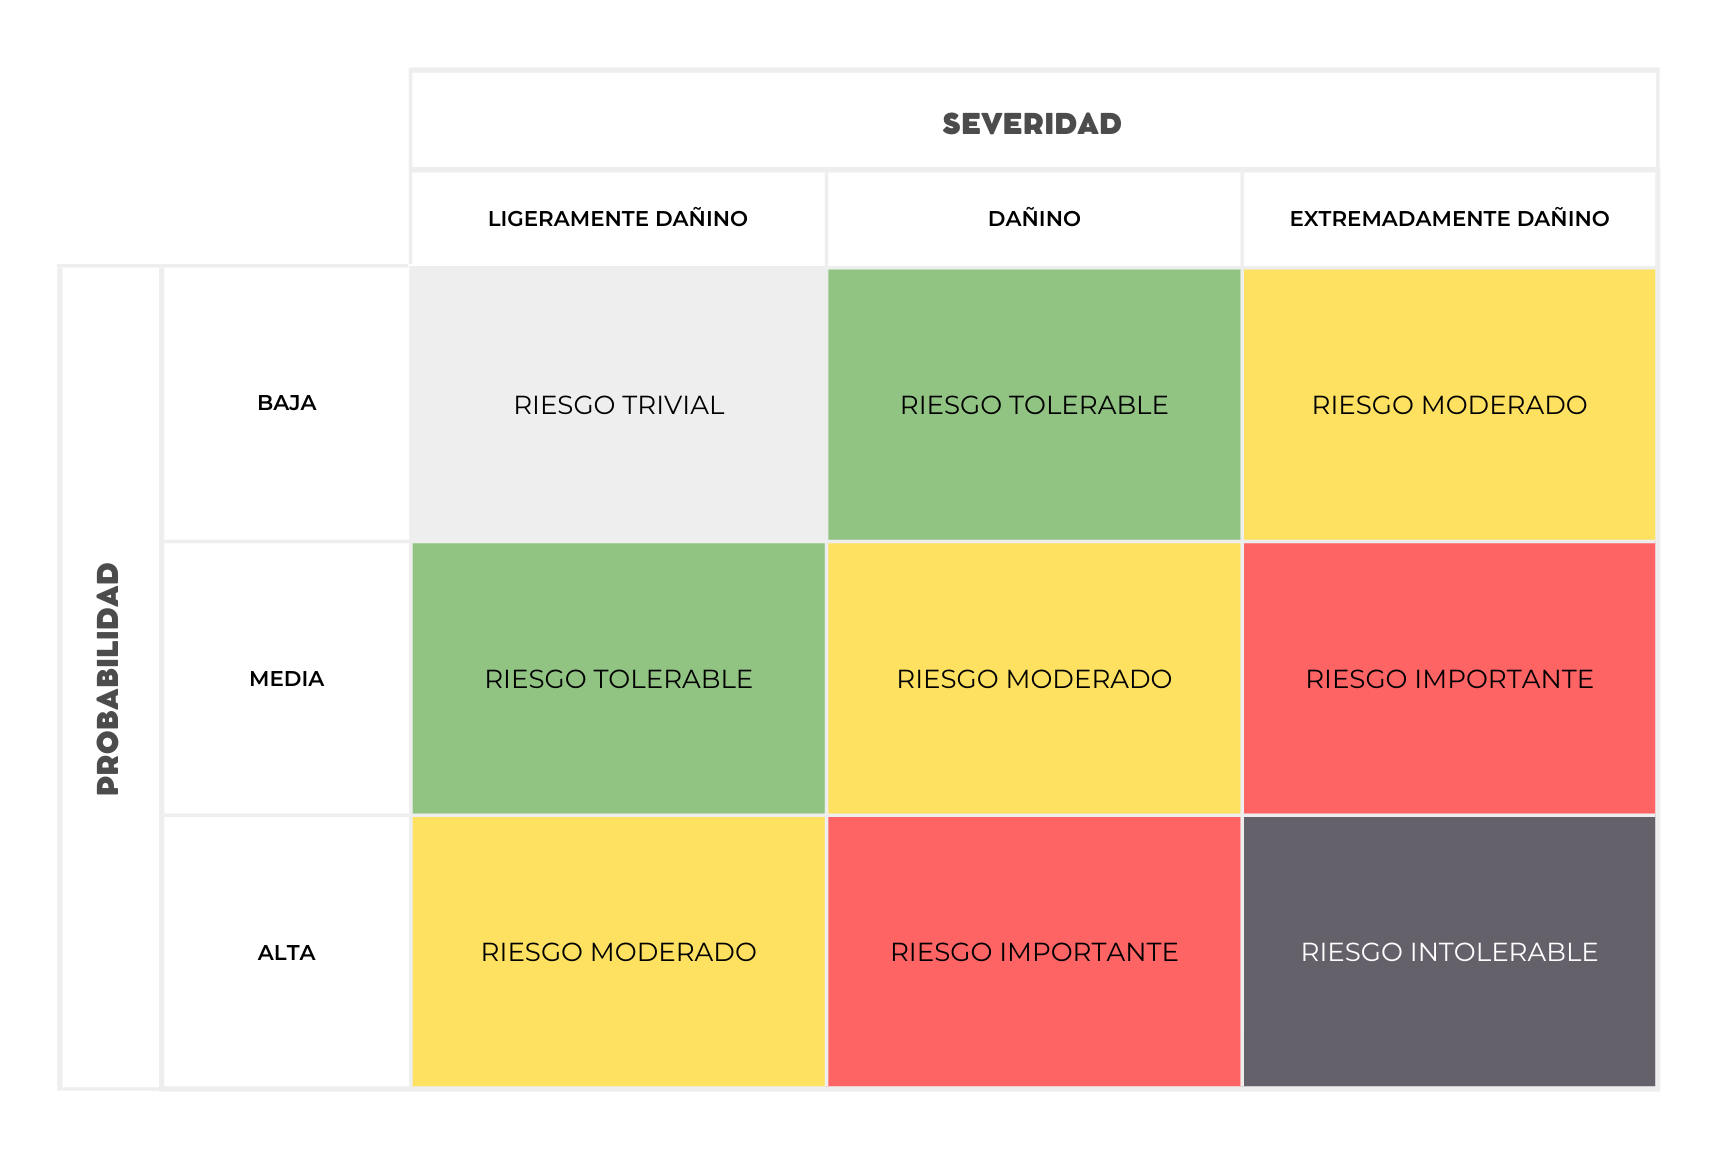 SEVERIDAD
LIGERAMENTE DAÑINO
DAÑINO
EXTREMADAMENTE DAÑINO
PROBABILIDAD
BAJA
RIESGO TRIVIAL
RIESGO TOLERABLE
RIESGO MODERADO
MEDIA
RIESGO TOLERABLE
RIESGO MODERADO
RIESGO IMPORTANTE
ALTA
RIESGO MODERADO
RIESGO IMPORTANTE
RIESGO INTOLERABLE